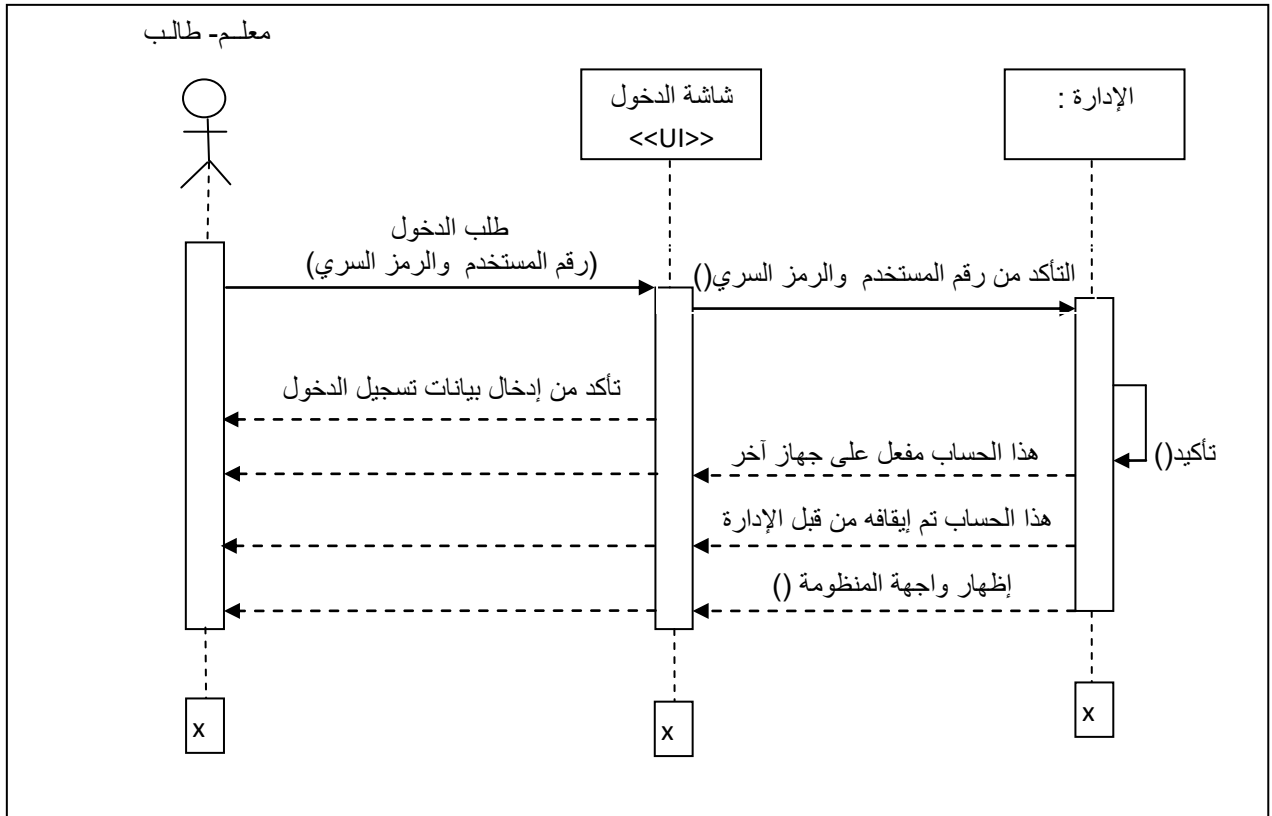 معلــم- طالب
شاشة الدخول
<<UI>>
الإدارة :
طلب الدخول
(رقم المستخدم والرمز السري)
التأكد من رقم المستخدم والرمز السري()
تأكد من إدخال بيانات تسجيل الدخول
تأكيد()
هذا الحساب مفعل على جهاز آخر
هذا الحساب تم إيقافه من قبل الإدارة
إظهار واجهة المنظومة ()
x
x
x